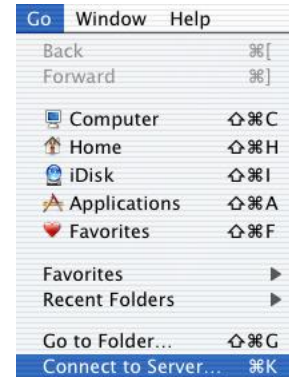 Go Window Help
Back ⌘[
Forward ⌘]
Computer ⇧⌘C
Home ⇧⌘H
iDisk ⇧⌘I
Applications ⇧⌘A
Favorites ⇧⌘F
Favorites ▶
Recent Folders ▶
Go to Folder... ⇧⌘G
Connect to Server... ⌘K